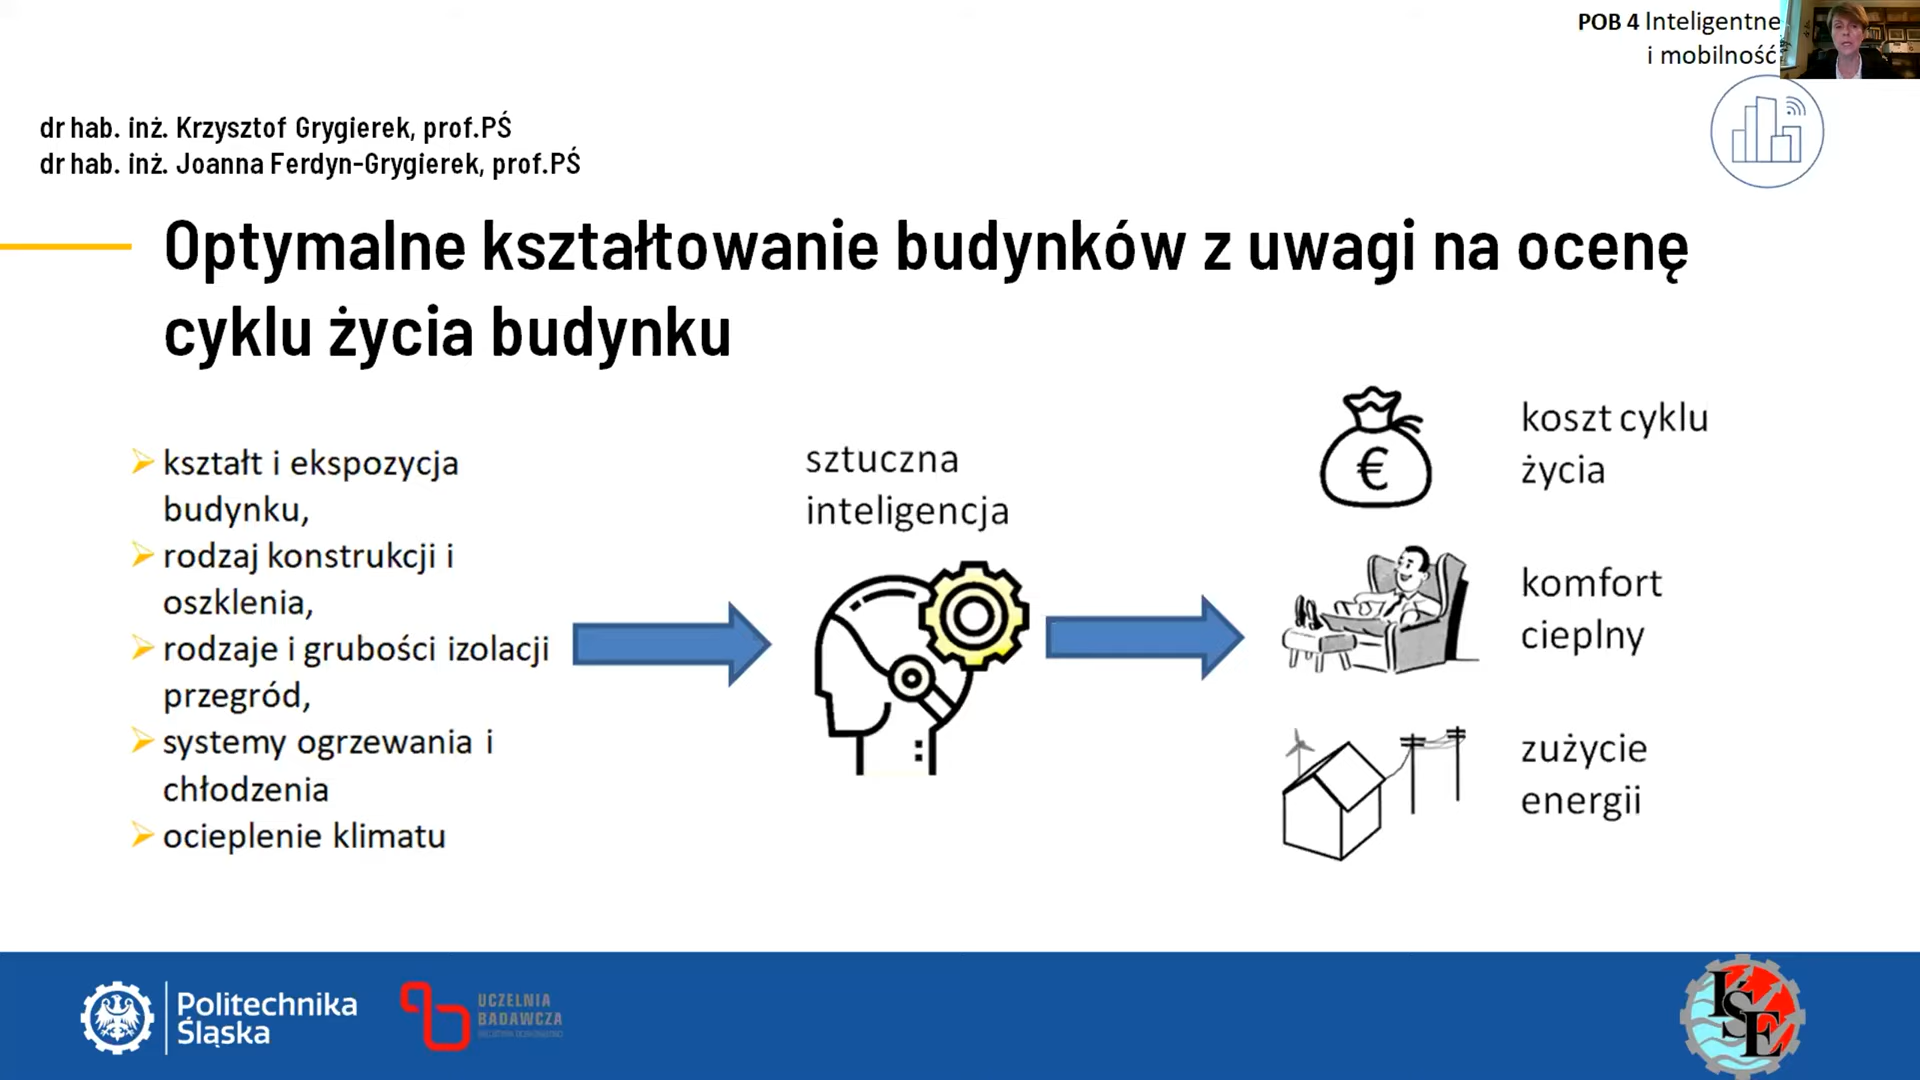 POB 4 Inteligentne
i mobilność
dr hab. inż. Krzysztof Grygierek, prof.PŚ
dr hab. inż. Joanna Ferdyn-Grygierek, prof.PŚ
Optymalne kształtowanie budynków z uwagi na ocenę
cyklu życia budynku
kształt i ekspozycja
budynku,
rodzaj konstrukcji i
oszklenia,
rodzaje i grubości izolacji
przegród,
systemy ogrzewania i
chłodzenia
ocieplenie klimatu
sztuczna
inteligencja
€
koszt cyklu
życia
komfort
cieplny
zużycie
energii
Politechnika
Śląska
UCZELNIA
BADAWCZA
IŚE